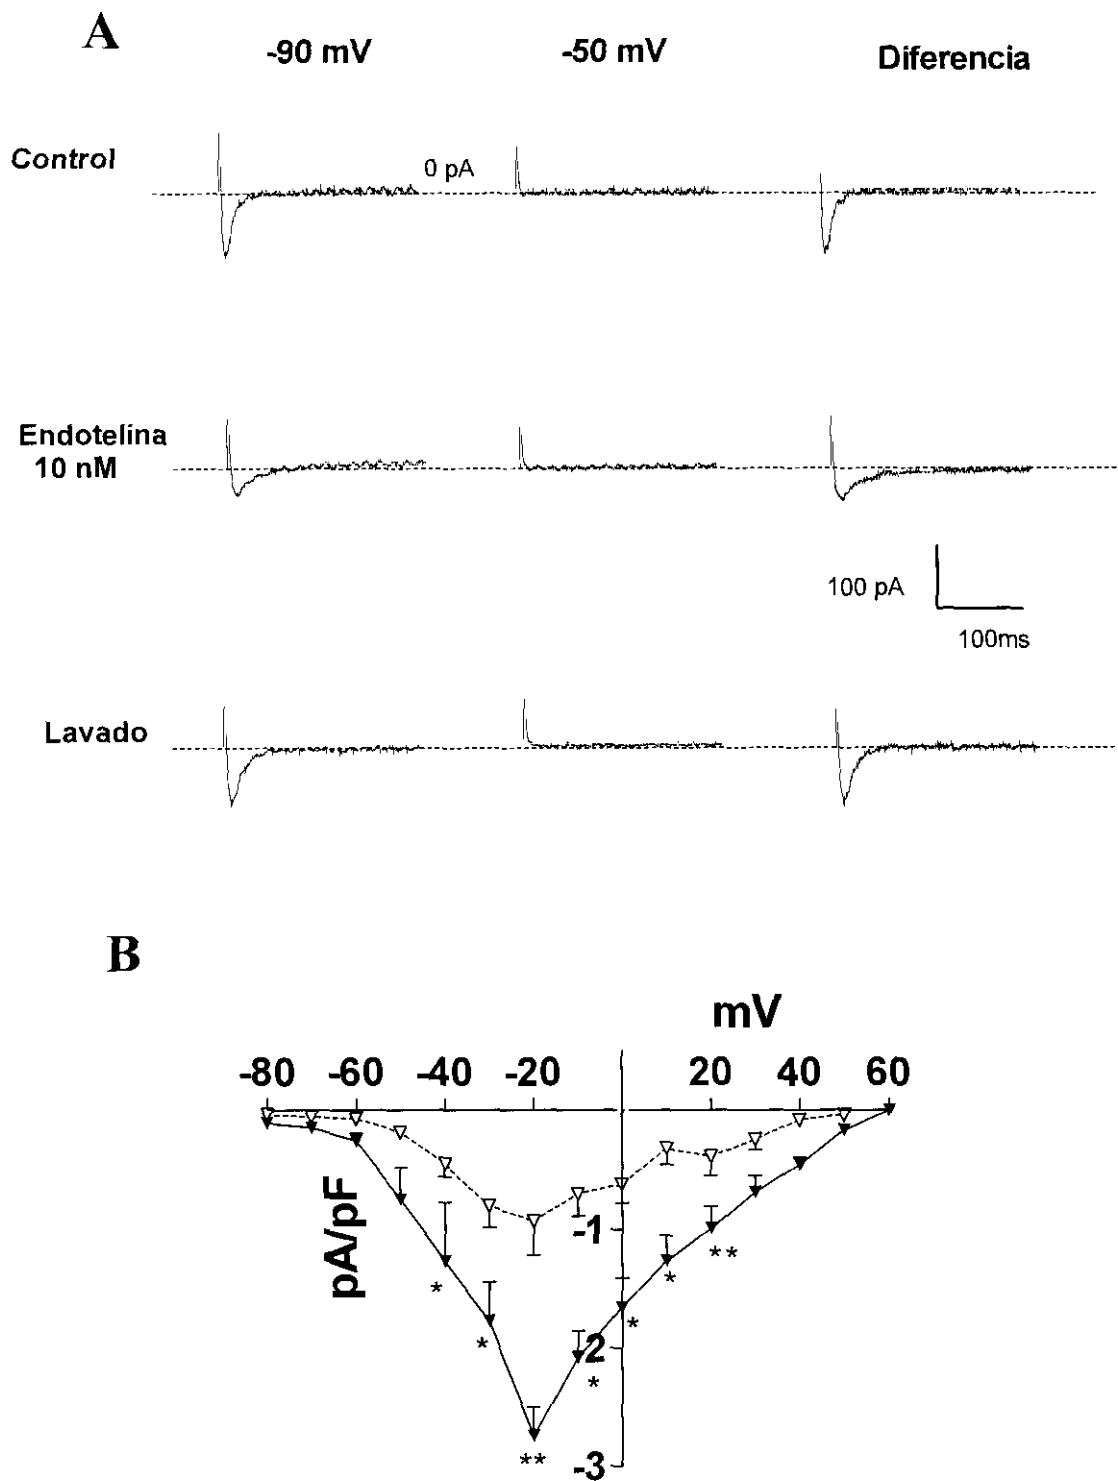 A
-90 mV -50 mV Diferencia
Control
0 pA
Endotelina
10 nM
100 pA
100ms
Lavado
B
mV
-80 -60 -40 -20 20 40 60
pA/pF
-1
**
*
*
*
*
-2
*
**
-3